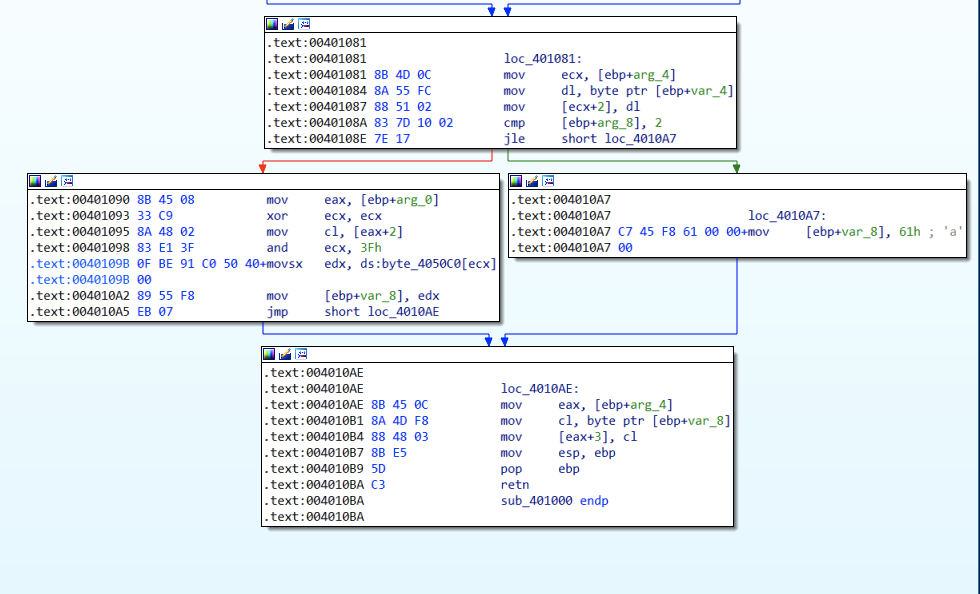 .text:00401081
.text:00401081 loc_401081:
.text:00401081 8B 4D 0C mov ecx, [ebp+arg_4]
.text:00401084 8A 55 FC mov dl, byte ptr [ebp+var_4]
.text:00401087 88 51 02 mov [ecx+2], dl
.text:0040108A 83 7D 10 02 cmp [ebp+arg_8], 2
.text:0040108E 7E 17 jle short loc_4010A7
.text:00401090 8B 45 08 mov eax, [ebp+arg_0]
.text:00401093 33 C9 xor ecx, ecx
.text:00401095 8A 48 02 mov cl, [eax+2]
.text:00401098 83 E1 3F and ecx, 3Fh
.text:0040109B 0F BE 91 C0 50 40+movsx edx, ds:byte_4050C0[ecx]
.text:0040109B 00
.text:004010A2 89 55 F8 mov [ebp+var_8], edx
.text:004010A5 EB 07 jmp short loc_4010AE
.text:004010A7
.text:004010A7 loc_4010A7:
.text:004010A7 C7 45 F8 61 00 00+mov [ebp+var_8], 61h ; 'a'
.text:004010A7 00
.text:004010AE
.text:004010AE loc_4010AE:
.text:004010AE 8B 45 0C mov eax, [ebp+arg_4]
.text:004010B1 8A 4D F8 mov cl, byte ptr [ebp+var_8]
.text:004010B4 88 48 03 mov [eax+3], cl
.text:004010B7 8B E5 mov esp, ebp
.text:004010B9 5D pop ebp
.text:004010BA C3 retn
.text:004010BA sub_401000 endp
.text:004010BA